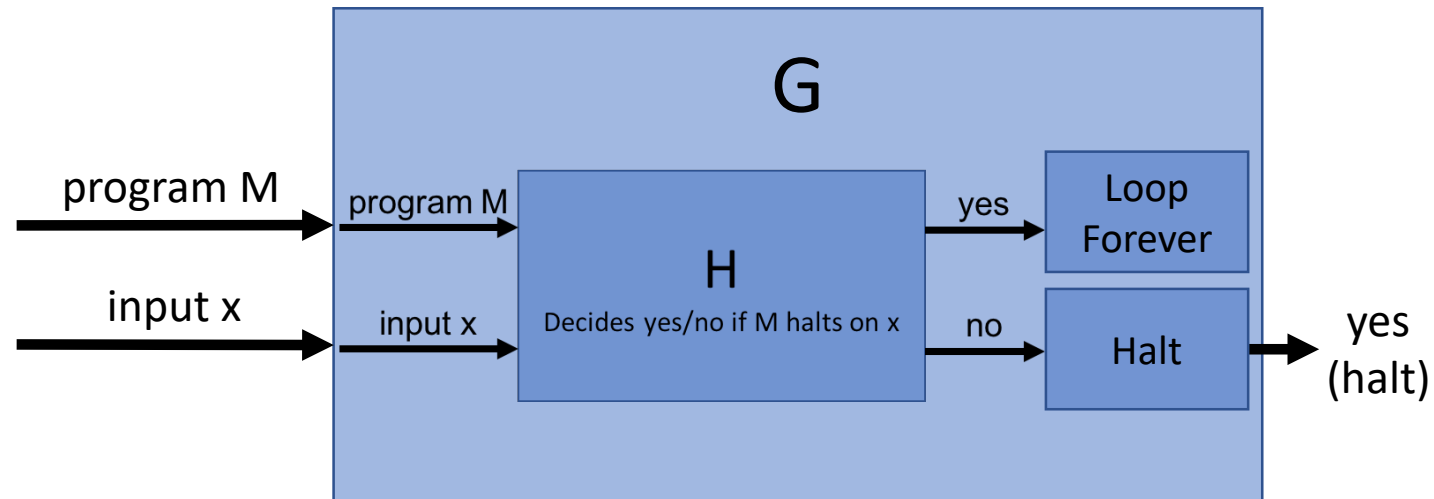 G
program M
program M
H
Decides yes/no if M halts on x
yes
Loop
Forever
input x
input x
no
Halt
yes
(halt)